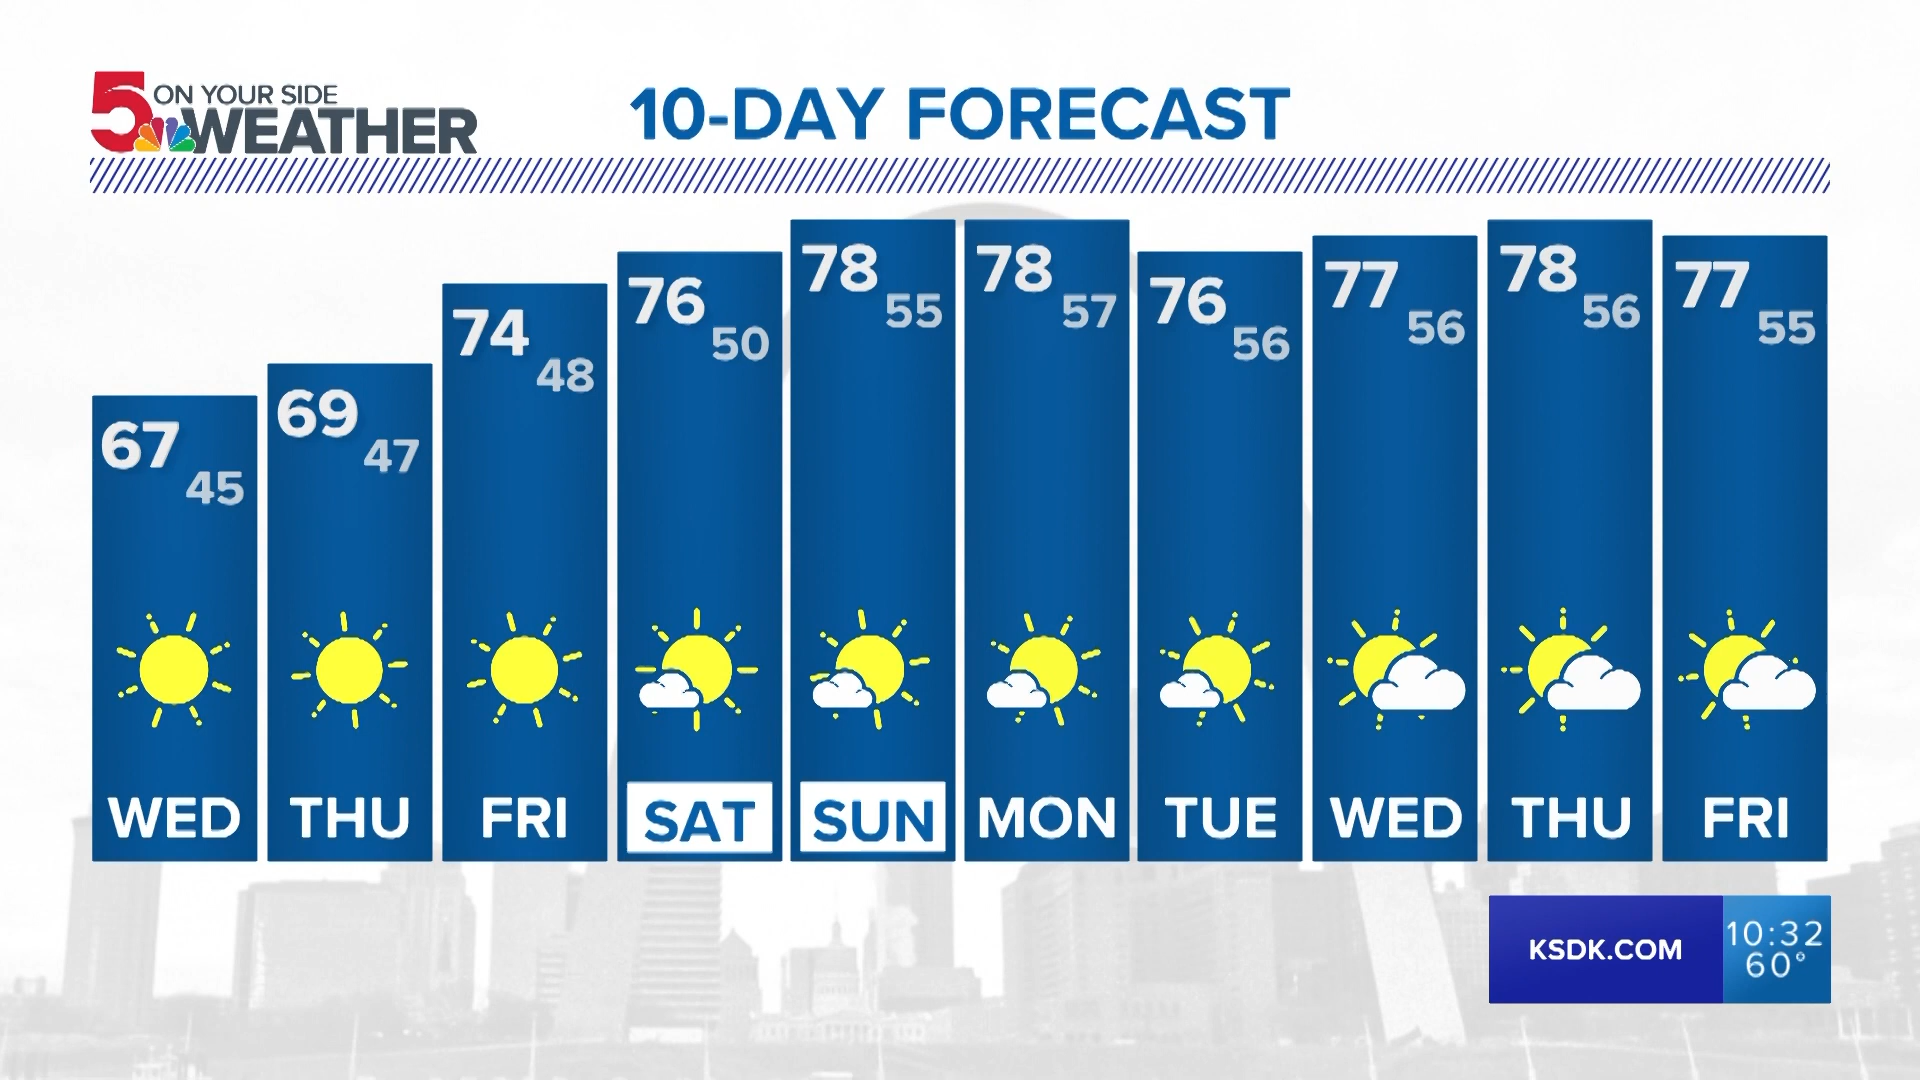 5 ON YOUR SIDE
WEATHER
10-DAY FORECAST
67 45
69 47
74 48
76 50
78 55
78 57
76 56
77 56
78 56
77 55
WED THU FRI SAT SUN MON TUE WED THU FRI
KSDK.COM
10:32
60°